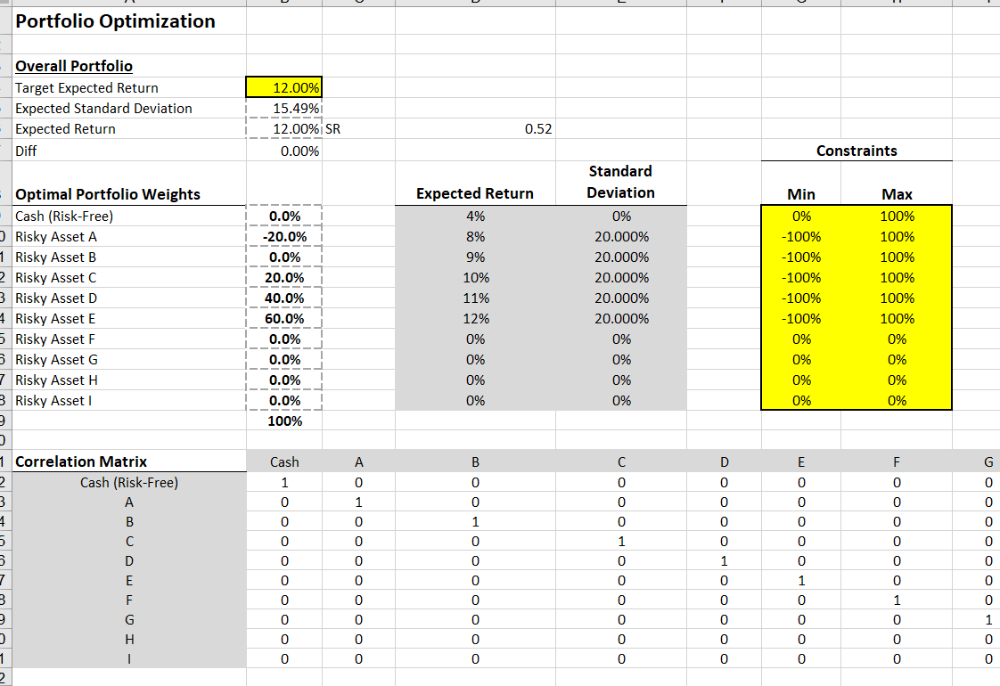 Portfolio Optimization
Overall Portfolio
Target Expected Return 12.00%
Expected Standard Deviation 15.49%
Expected Return 12.00% SR 0.52
Diff 0.00% Constraints
Optimal Portfolio Weights Expected Return Standard Deviation Min Max
Cash (Risk-Free) 0.0% 4% 0% 0% 100%
Risky Asset A -20.0% 8% 20.000% -100% 100%
Risky Asset B 0.0% 9% 20.000% -100% 100%
Risky Asset C 20.0% 10% 20.000% -100% 100%
Risky Asset D 40.0% 11% 20.000% -100% 100%
Risky Asset E 60.0% 12% 20.000% -100% 100%
Risky Asset F 0.0% 0% 0% 0% 0%
Risky Asset G 0.0% 0% 0% 0% 0%
Risky Asset H 0.0% 0% 0% 0% 0%
Risky Asset I 0.0% 0% 0% 0% 0%
100%
Correlation Matrix Cash A B C D E F G
Cash (Risk-Free) 1 0 0 0 0 0 0 0
A 0 1 0 0 0 0 0 0
B 0 0 1 0 0 0 0 0
C 0 0 0 1 0 0 0 0
D 0 0 0 0 1 0 0 0
E 0 0 0 0 0 1 0 0
F 0 0 0 0 0 0 1 0
G 0 0 0 0 0 0 0 1
H 0 0 0 0 0 0 0 0
I 0 0 0 0 0 0 0 0